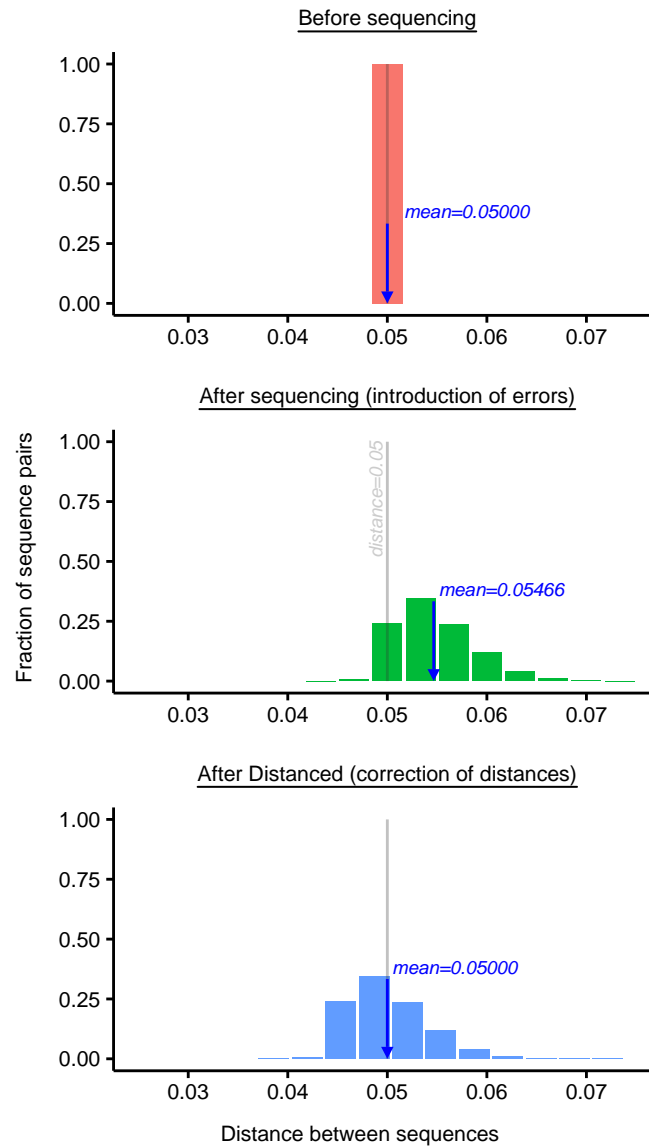 Before sequencing
1.00
0.75
0.50
mean=0.05000
0.25
0.00
0.03 0.04 0.05 0.06 0.07
After sequencing (introduction of errors)
1.00
distance=0.05
0.75
0.50
mean=0.05466
0.25
0.00
0.03 0.04 0.05 0.06 0.07
Fraction of sequence pairs
After Distanced (correction of distances)
1.00
0.75
0.50
mean=0.05000
0.25
0.00
0.03 0.04 0.05 0.06 0.07
Distance between sequences